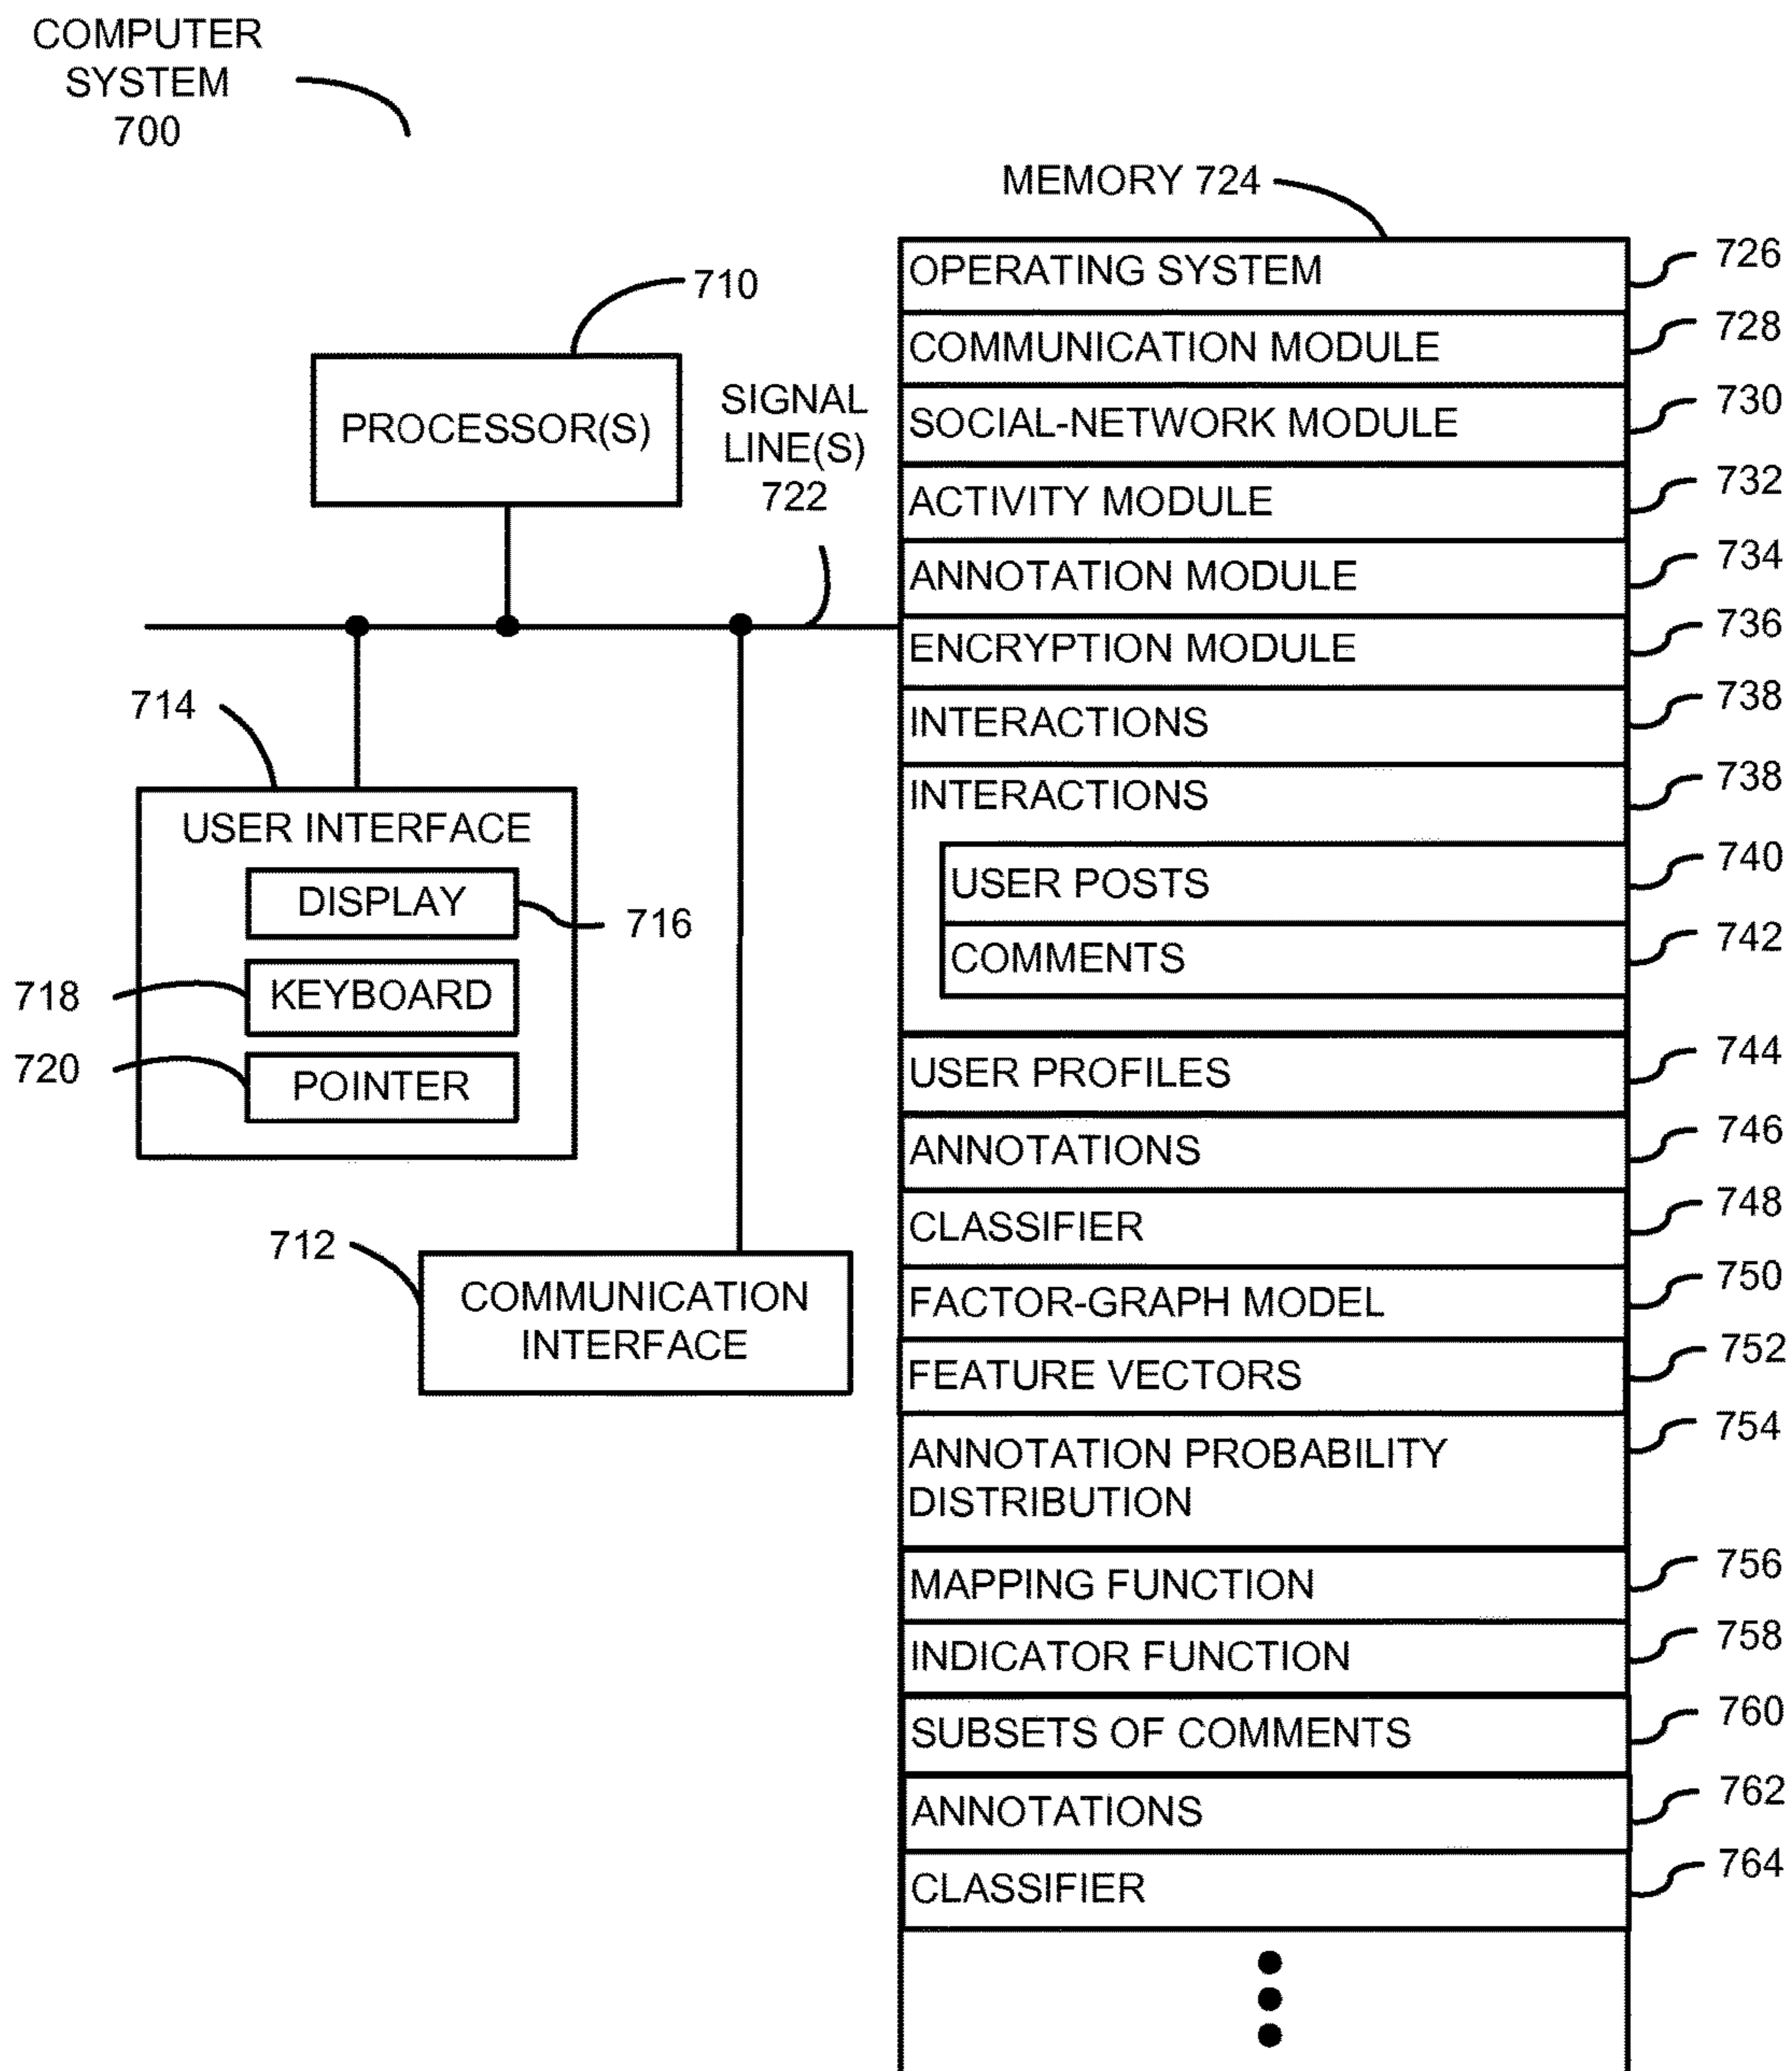 COMPUTER
SYSTEM
700
MEMORY 724
710
PROCESSOR(S)
SIGNAL
LINE(S)
722
714
USER INTERFACE
DISPLAY
716
718
KEYBOARD
720
POINTER
712
COMMUNICATION
INTERFACE
OPERATING SYSTEM
726
COMMUNICATION MODULE
728
SOCIAL-NETWORK MODULE
730
ACTIVITY MODULE
732
ANNOTATION MODULE
734
ENCRYPTION MODULE
736
INTERACTIONS
738
INTERACTIONS
738
USER POSTS
740
COMMENTS
742
USER PROFILES
744
ANNOTATIONS
746
CLASSIFIER
748
FACTOR-GRAPH MODEL
750
FEATURE VECTORS
752
ANNOTATION PROBABILITY
DISTRIBUTION
754
MAPPING FUNCTION
756
INDICATOR FUNCTION
758
SUBSETS OF COMMENTS
760
ANNOTATIONS
762
CLASSIFIER
764